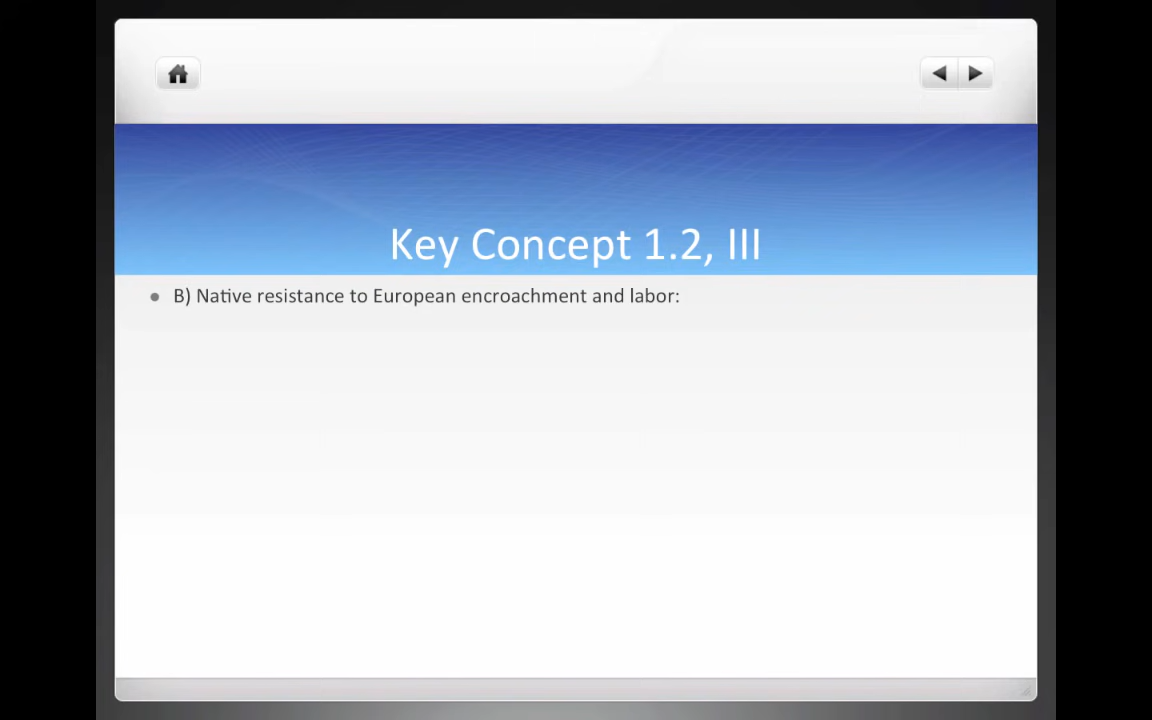 Key Concept 1.2, III
B) Native resistance to European encroachment and labor: